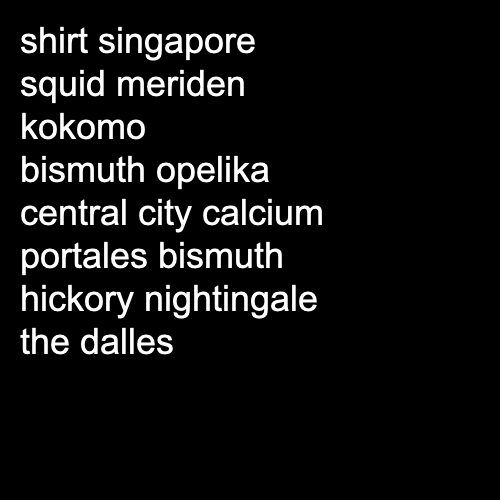 shirt singapore
squid meriden
kokomo
bismuth opelika
central city calcium
portales bismuth
hickory nightingale
the dalles